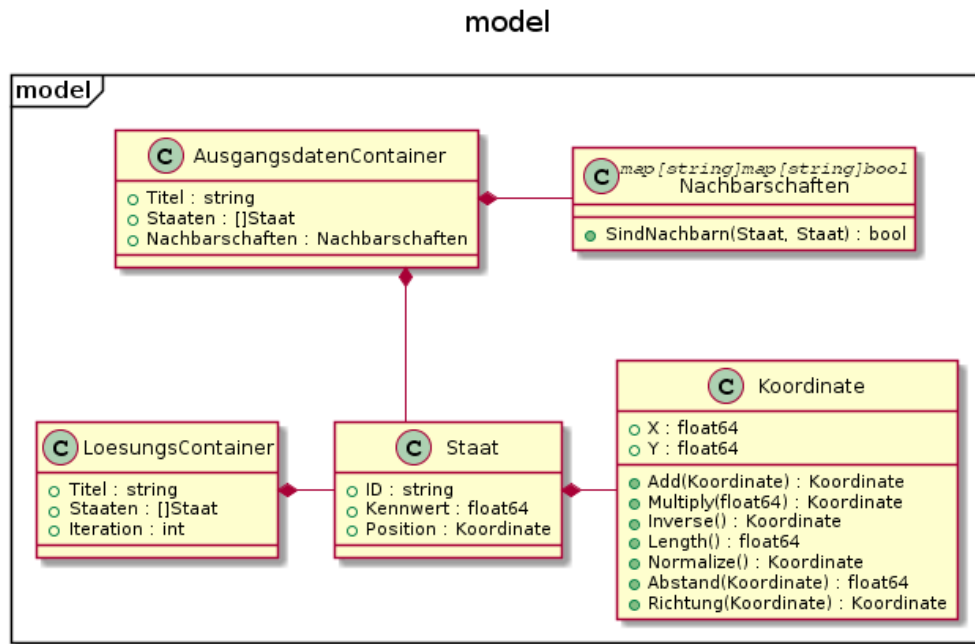 model
model
C AusgangsdatenContainer
Titel : string
Staaten : []Staat
Nachbarschaften : Nachbarschaften
C map[string]map[string]bool
Nachbarschaften
SindNachbarn(Staat, Staat) : bool
C LoesungsContainer
Titel : string
Staaten : []Staat
Iteration : int
C Staat
ID : string
Kennwert : float64
Position : Koordinate
C Koordinate
X : float64
Y : float64
Add(Koordinate) : Koordinate
Multiply(float64) : Koordinate
Inverse() : Koordinate
Length() : float64
Normalize() : Koordinate
Abstand(Koordinate) : float64
Richtung(Koordinate) : Koordinate